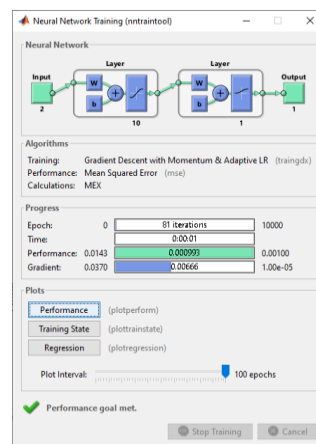 Neural Network Training (nntraintool)
Neural Network
Layer Layer
Input Output
W W
b b
2 10 1 1
Algorithms
Training: Gradient Descent with Momentum & Adaptive LR (traingdx)
Performance: Mean Squared Error (mse)
Calculations: MEX
Progress
Epoch: 0 81 iterations 10000
Time: 0:00:01
Performance: 0.0143 0.000993 0.00100
Gradient: 0.0370 0.00666 1.00e-05
Plots
Performance (plotperform)
Training State (plottrainstate)
Regression (plotregression)
Plot Interval: 100 epochs
Performance goal met.
Stop Training Cancel